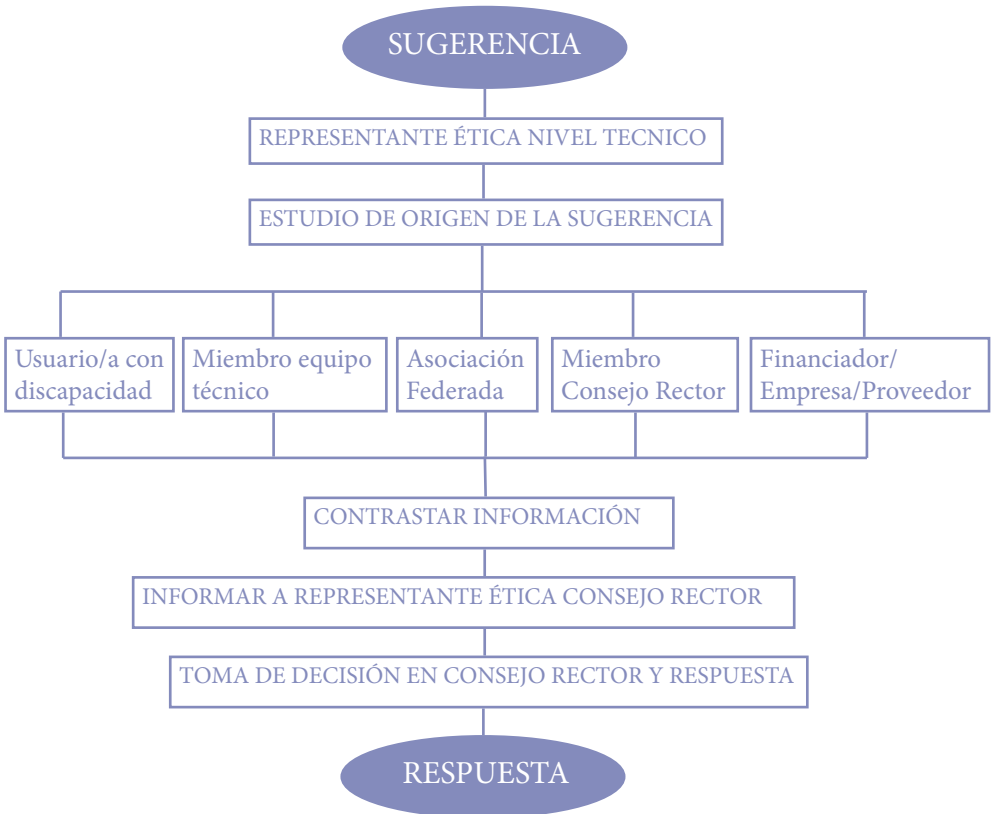 SUGERENCIA
REPRESENTANTE ÉTICA NIVEL TECNICO
ESTUDIO DE ORIGEN DE LA SUGERENCIA
Usuario/a con
discapacidad
Miembro equipo
técnico
Asociación
Federada
Miembro
Consejo Rector
Financiador/
Empresa/Proveedor
CONTRASTAR INFORMACIÓN
INFORMAR A REPRESENTANTE ÉTICA CONSEJO RECTOR
TOMA DE DECISIÓN EN CONSEJO RECTOR Y RESPUESTA
RESPUESTA